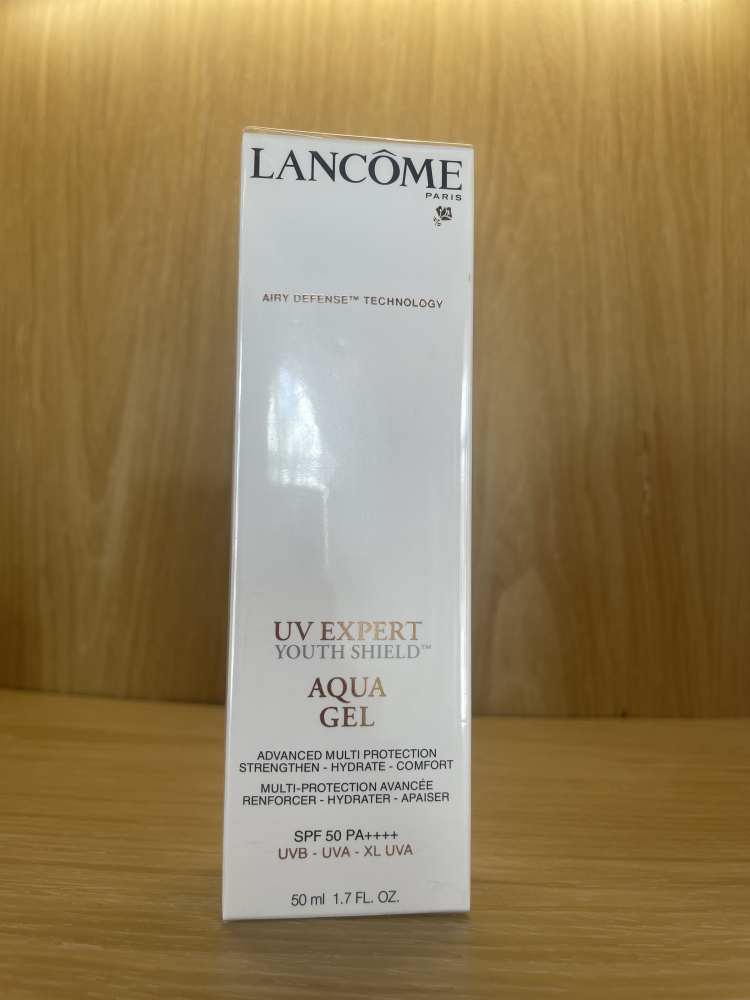 LANCÔME
PARIS
AIRY DEFENSE™ TECHNOLOGY
UV EXPERT
YOUTH SHIELD™
AQUA
GEL
ADVANCED MULTI PROTECTION
STRENGTHEN - HYDRATE - COMFORT
MULTI-PROTECTION AVANCÉE
RENFORCER - HYDRATER - APAISER
SPF 50 PA++++
UVB - UVA - XL UVA
50 ml 1.7 FL. OZ.